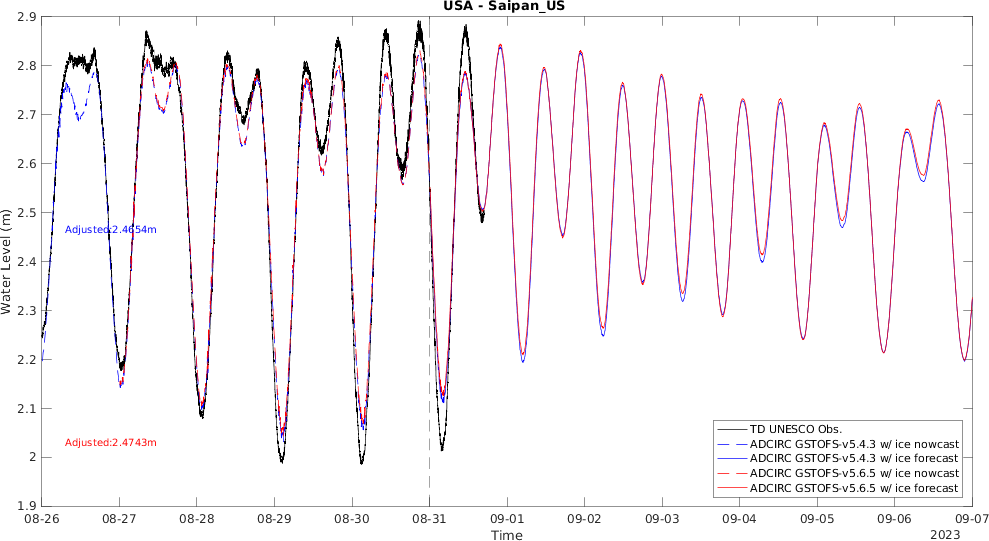 USA - Saipan_US
2.9
2.8
2.7
2.6
2.5
2.4
2.3
2.2
2.1
2
1.9
Water Level (m)
Adjusted:2.4654m
Adjusted:2.4743m
TD UNESCO Obs.
ADCIRC GSTOFS-v5.4.3 w/ ice nowcast
ADCIRC GSTOFS-v5.4.3 w/ ice forecast
ADCIRC GSTOFS-v5.6.5 w/ ice nowcast
ADCIRC GSTOFS-v5.6.5 w/ ice forecast
08-26 08-27 08-28 08-29 08-30 08-31 09-01 09-02 09-03 09-04 09-05 09-06 09-07
Time
2023